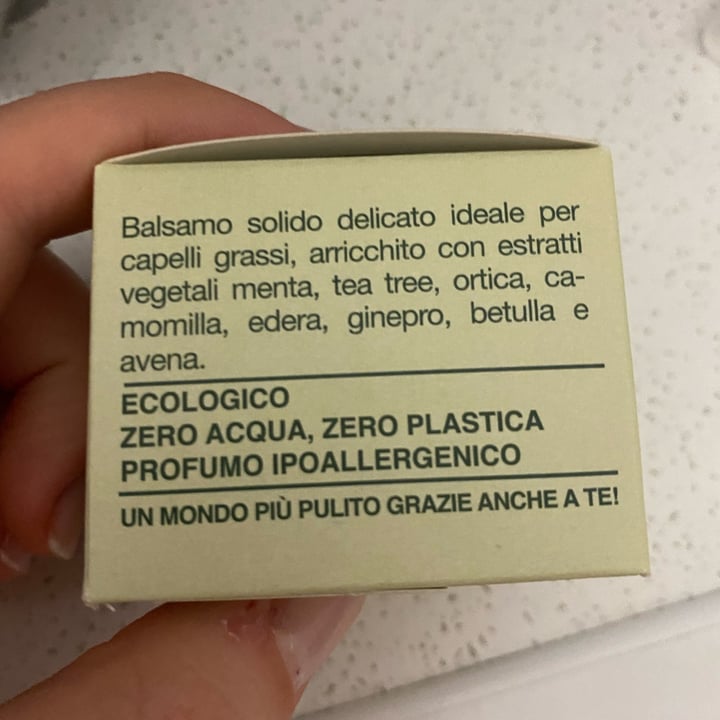 Balsamo solido delicato ideale per
capelli grassi, arricchito con estratti
vegetali menta, tea tree, ortica, ca-
momilla, edera, ginepro, betulla e
avena.
ECOLOGICO
ZERO ACQUA, ZERO PLASTICA
PROFUMO IPOALLERGENICO
UN MONDO PIÙ PULITO GRAZIE ANCHE A TE!